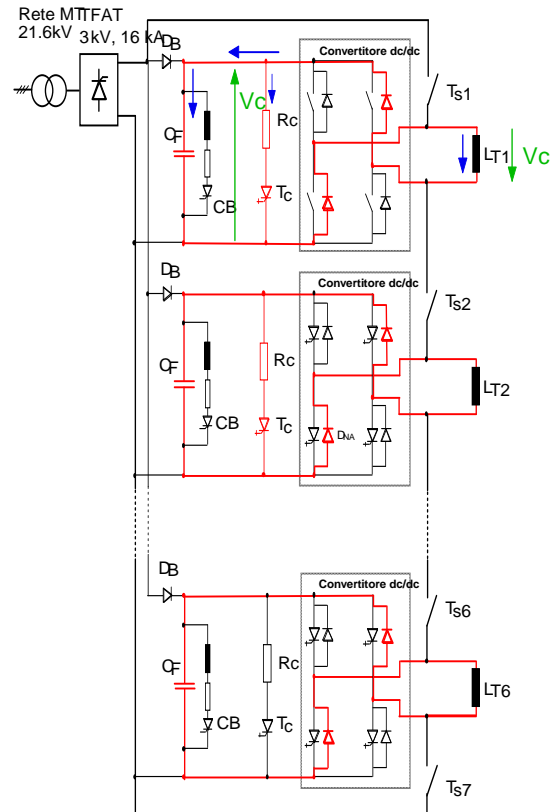 Rete MT TFAT
21.6kV 3kV, 16 kA
DB
Convertitore dc/dc
TS1
Vc
Rc
CF
LT1
Vc
CB
Tc
DB
Convertitore dc/dc
TS2
Rc
CF
LT2
CB
Tc
DNA
DB
Convertitore dc/dc
TS6
Rc
CF
LT6
CB
Tc
TS7